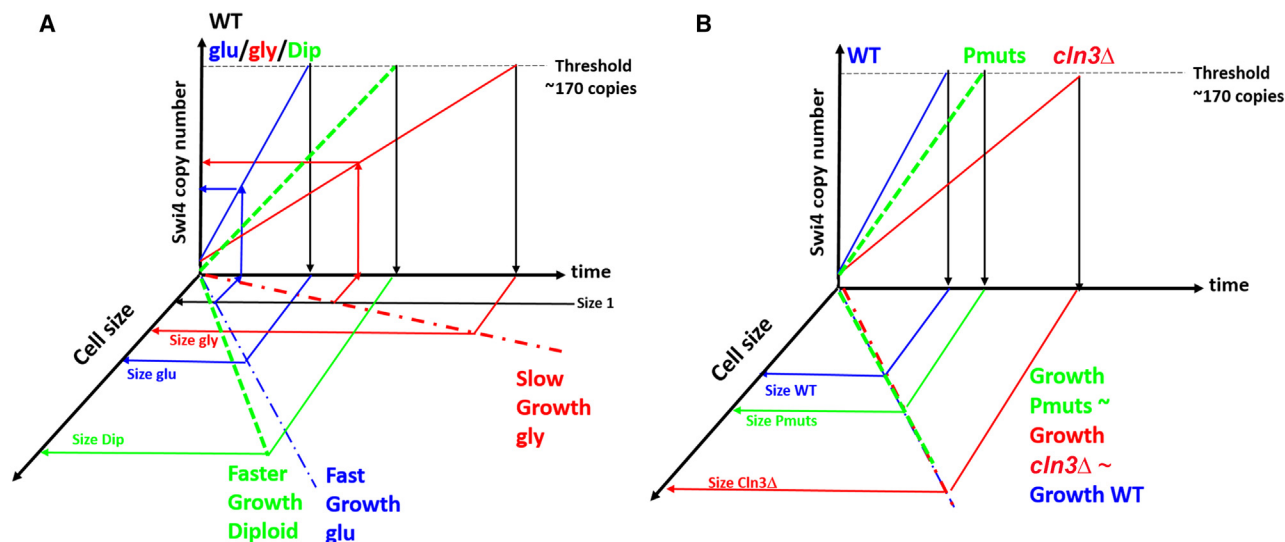 A
WT
glu/gly/Dip
Threshold
~170 copies
Swi4 copy number
time
Size 1
Cell size
Size gly
Size glu
Size Dip
Slow
Growth
gly
Faster
Growth
Diploid
Fast
Growth
glu
B
WT
Pmuts
cln3Δ
Threshold
~170 copies
Swi4 copy number
time
Cell size
Size WT
Size Pmuts
Size Cln3Δ
Growth
Pmuts ~
Growth
cln3Δ ~
Growth WT